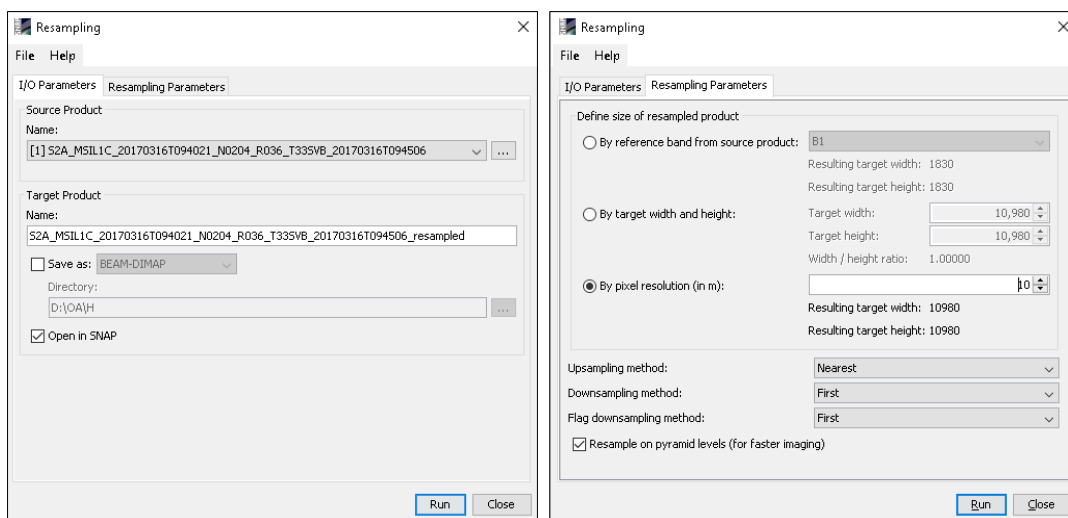 Resampling
File Help
I/O Parameters Resampling Parameters
Source Product
Name:
[1] S2A_MSIL1C_20170316T094021_N0204_R036_T33SVB_20170316T094506 ...
Target Product
Name:
S2A_MSIL1C_20170316T094021_N0204_R036_T33SVB_20170316T094506_resampled
Save as: BEAM-DIMAP
Directory:
D:\OA\H ...
Open in SNAP
Run Close
Resampling
File Help
I/O Parameters Resampling Parameters
Define size of resampled product
By reference band from source product: B1
Resulting target width: 1830
Resulting target height: 1830
By target width and height: Target width: 10,980
Target height: 10,980
Width / height ratio: 1.00000
By pixel resolution (in m): 10
Resulting target width: 10980
Resulting target height: 10980
Upsampling method: Nearest
Downsampling method: First
Flag downsampling method: First
Resample on pyramid levels (for faster imaging)
Run Close